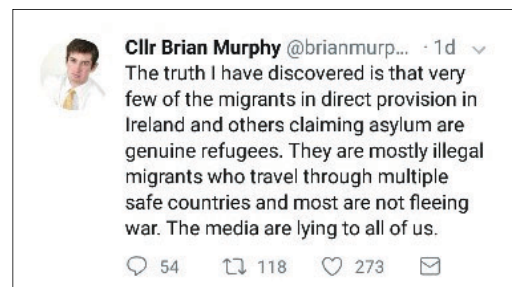 Cllr Brian Murphy @brianmurp... · 1d
The truth I have discovered is that very
few of the migrants in direct provision in
Ireland and others claiming asylum are
genuine refugees. They are mostly illegal
migrants who travel through multiple
safe countries and most are not fleeing
war. The media are lying to all of us.
54 118 273